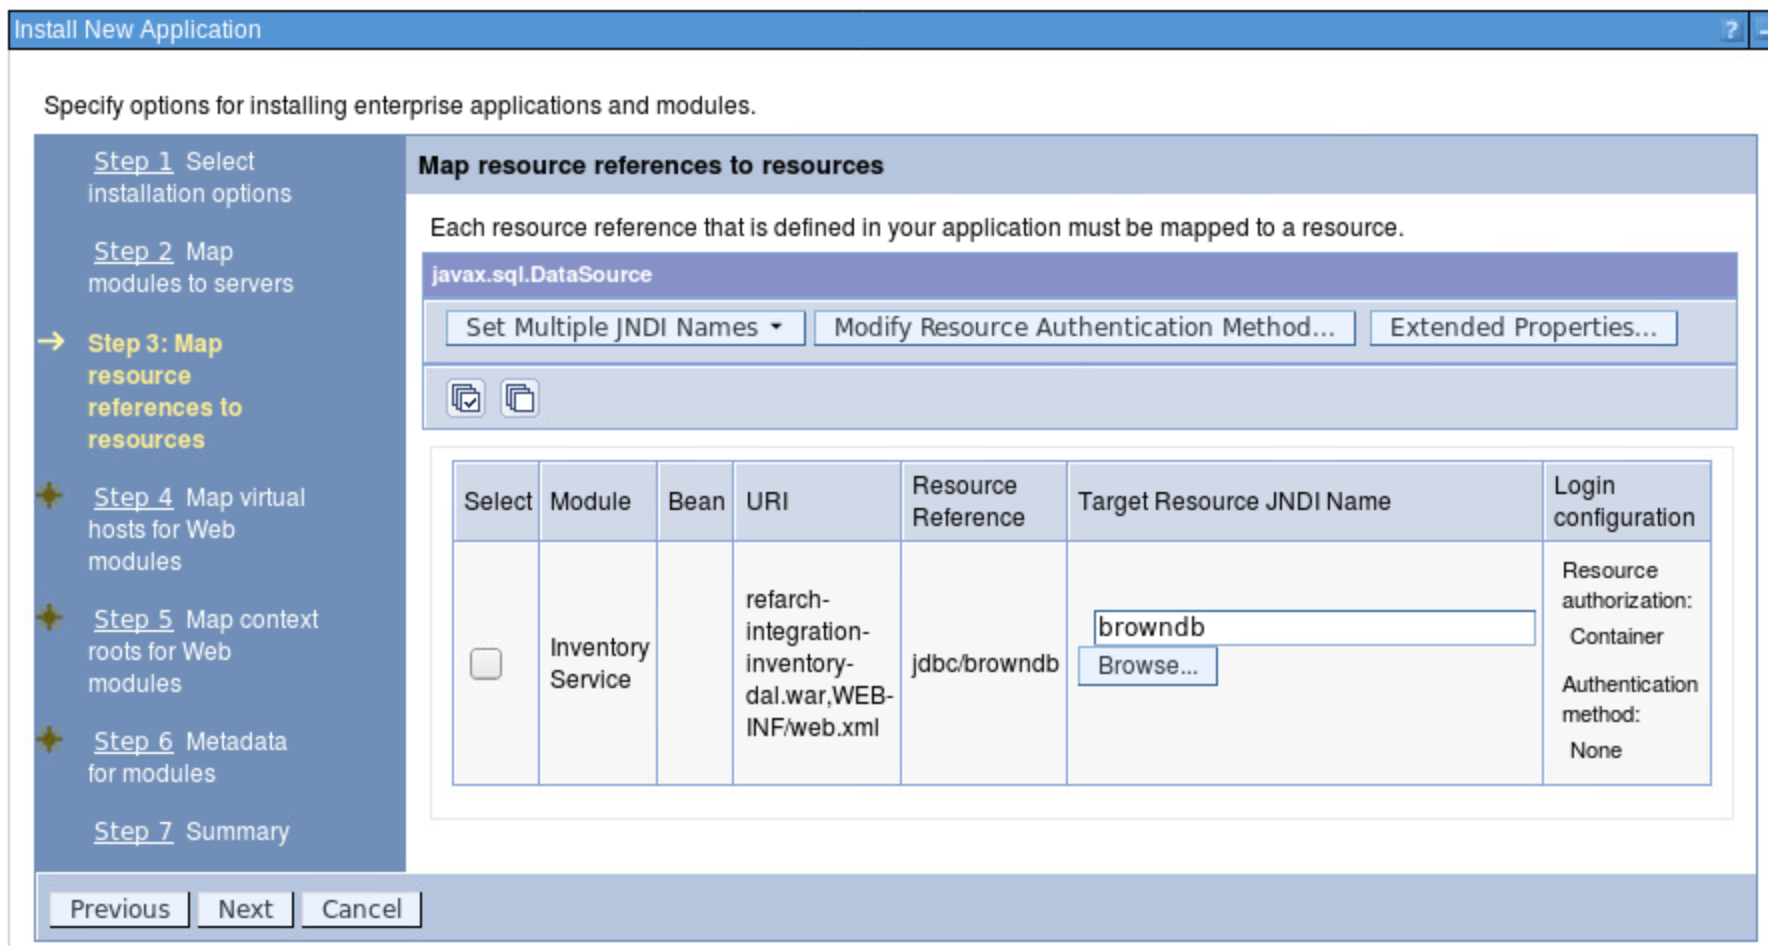 Install New Application
?
Specify options for installing enterprise applications and modules.
Step 1 Select
installation options
Step 2 Map
modules to servers
Step 3: Map
resource
references to
resources
Step 4 Map virtual
hosts for Web
modules
Step 5 Map context
roots for Web
modules
Step 6 Metadata
for modules
Step 7 Summary
Map resource references to resources
Each resource reference that is defined in your application must be mapped to a resource.
javax.sql.DataSource
Set Multiple JNDI Names
Modify Resource Authentication Method...
Extended Properties...
Select
Module
Bean
URI
Resource
Reference
Target Resource JNDI Name
Login
configuration
Inventory
Service
refarch-
integration-
inventory-
dal.war,WEB-
INF/web.xml
jdbc/browndb
browndb
Browse...
Resource
authorization:
Container
Authentication
method:
None
Previous
Next
Cancel